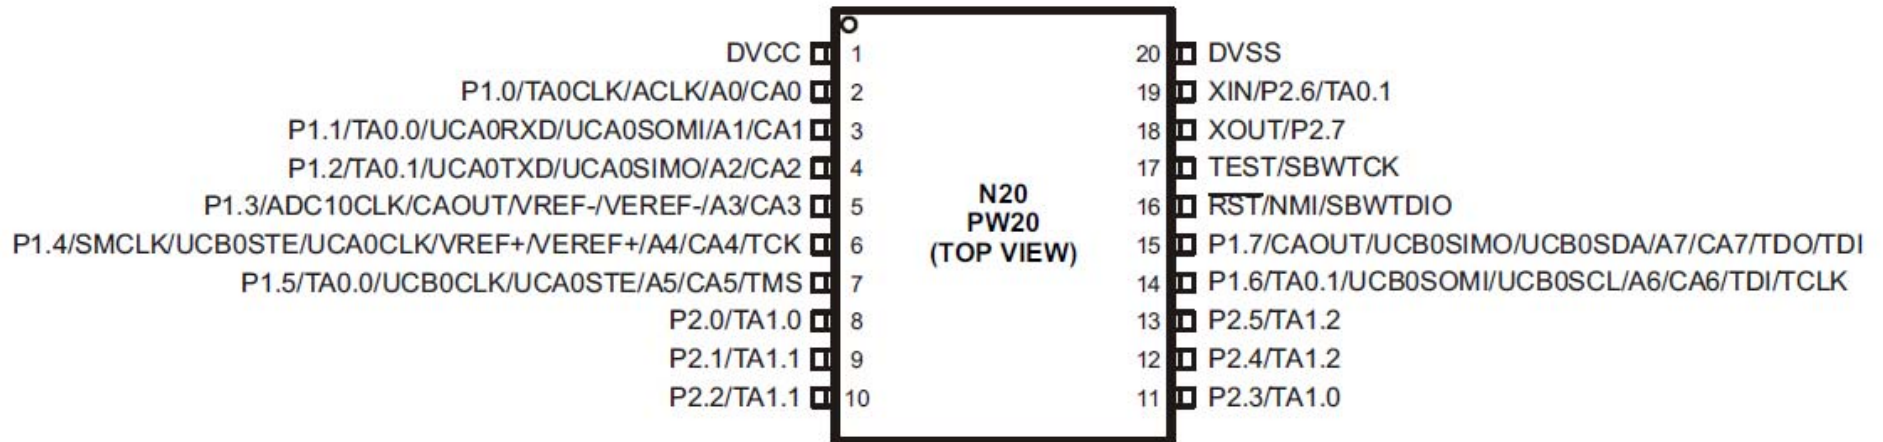 DVCC 1 20 DVSS
P1.0/TA0CLK/ACLK/A0/CA0 2 19 XIN/P2.6/TA0.1
P1.1/TA0.0/UCA0RXD/UCA0SOMI/A1/CA1 3 18 XOUT/P2.7
P1.2/TA0.1/UCA0TXD/UCA0SIMO/A2/CA2 4 17 TEST/SBWTCK
P1.3/ADC10CLK/CAOUT/VREF-/VEREF-/A3/CA3 5 N20 16 RST/NMI/SBWTDIO
PW20
P1.4/SMCLK/UCB0STE/UCA0CLK/VREF+/VEREF+/A4/CA4/TCK 6 (TOP VIEW) 15 P1.7/CAOUT/UCB0SIMO/UCB0SDA/A7/CA7/TDO/TDI
P1.5/TA0.0/UCB0CLK/UCA0STE/A5/CA5/TMS 7 14 P1.6/TA0.1/UCB0SOMI/UCB0SCL/A6/CA6/TDI/TCLK
P2.0/TA1.0 8 13 P2.5/TA1.2
P2.1/TA1.1 9 12 P2.4/TA1.2
P2.2/TA1.1 10 11 P2.3/TA1.0